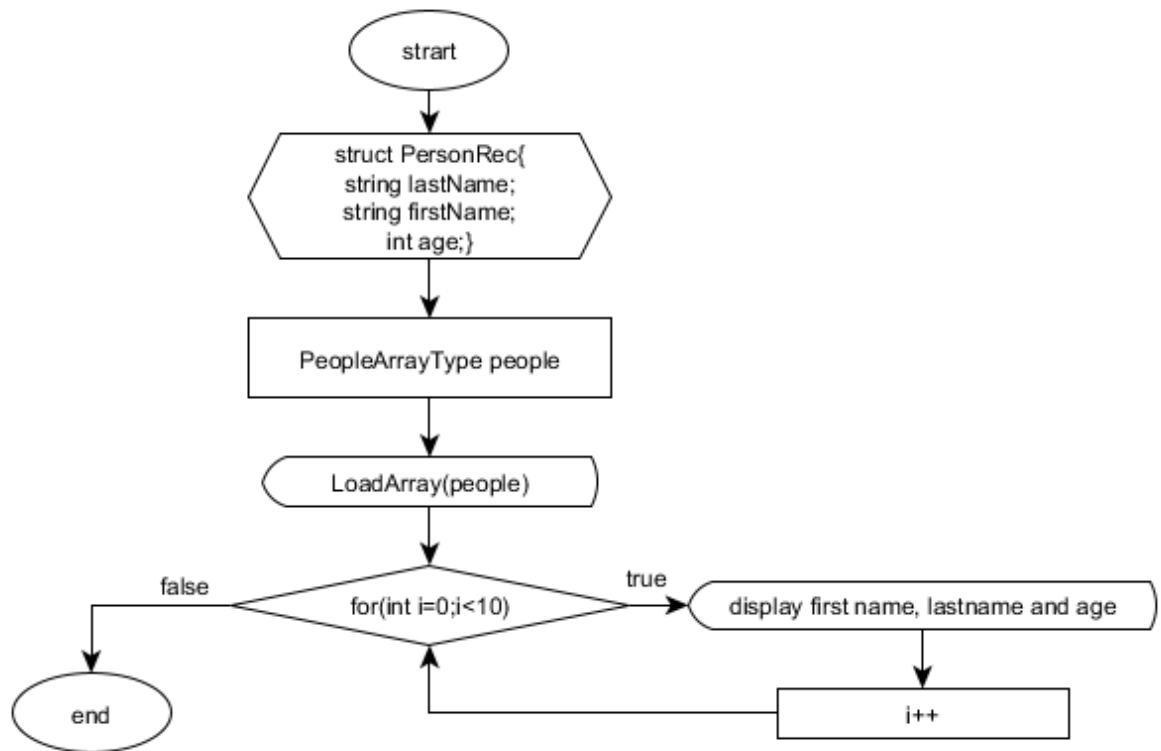 strart
struct PersonRec{
string lastName;
string firstName;
int age;}
PeopleArrayType people
LoadArray(people)
false
for(int i=0;i<10)
true
display first name, lastname and age
end
i++